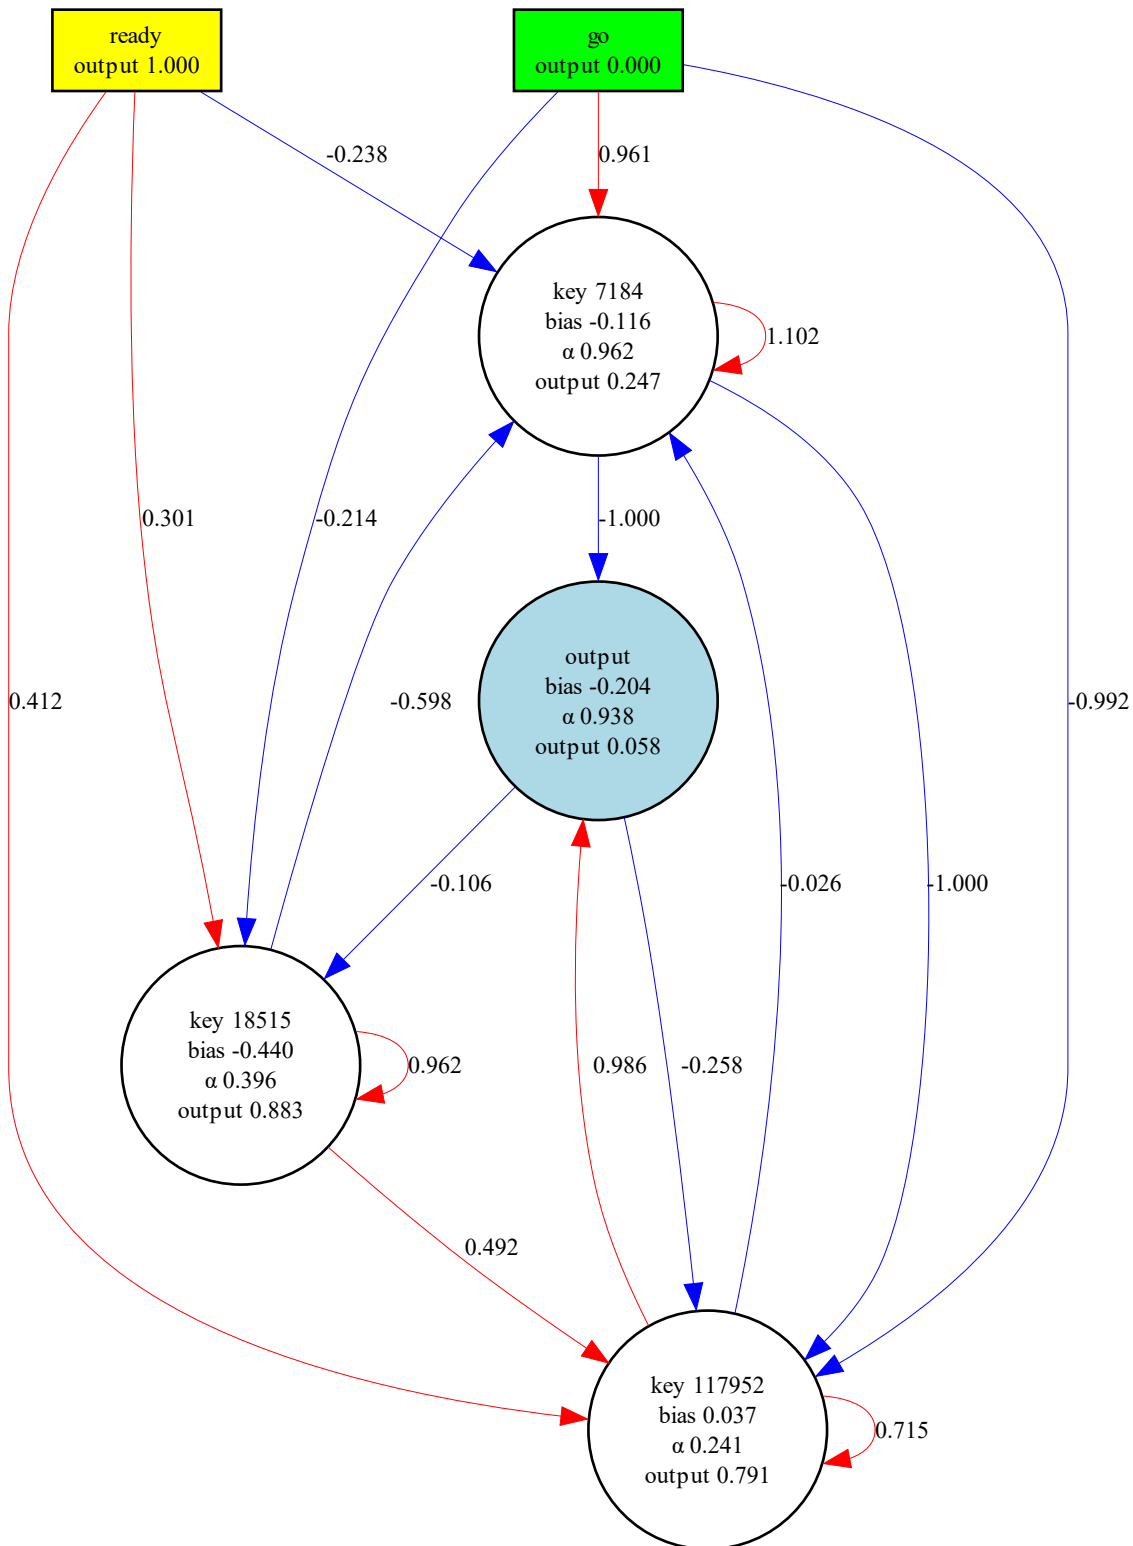 ready
output 1.000
go
output 0.000
-0.238
0.961
key 7184
bias -0.116
α 0.962
output 0.247
1.102
0.301
-0.214
-1.000
output
bias -0.204
α 0.938
output 0.058
0.412
-0.598
-0.992
-0.106
-0.026
-1.000
key 18515
bias -0.440
α 0.396
output 0.883
0.962
0.986
-0.258
0.492
key 117952
bias 0.037
α 0.241
output 0.791
0.715